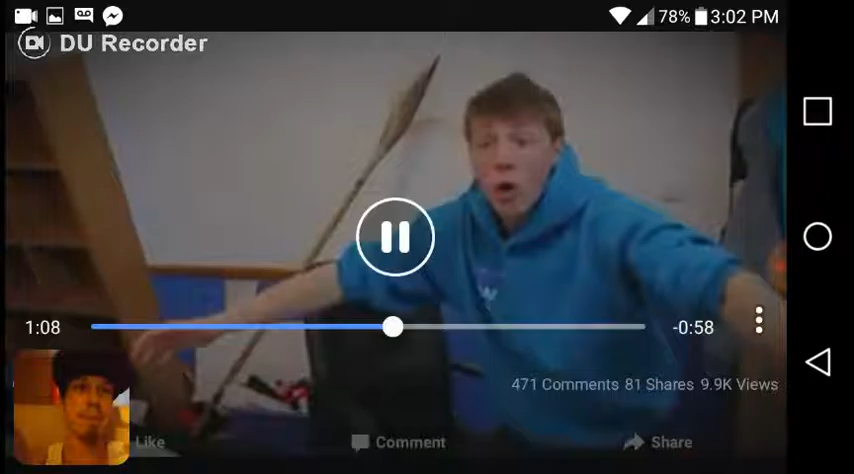 78% 3:02 PM
DU Recorder
1:08 -0:58
471 Comments 81 Shares 9.9K Views
Like Comment Share